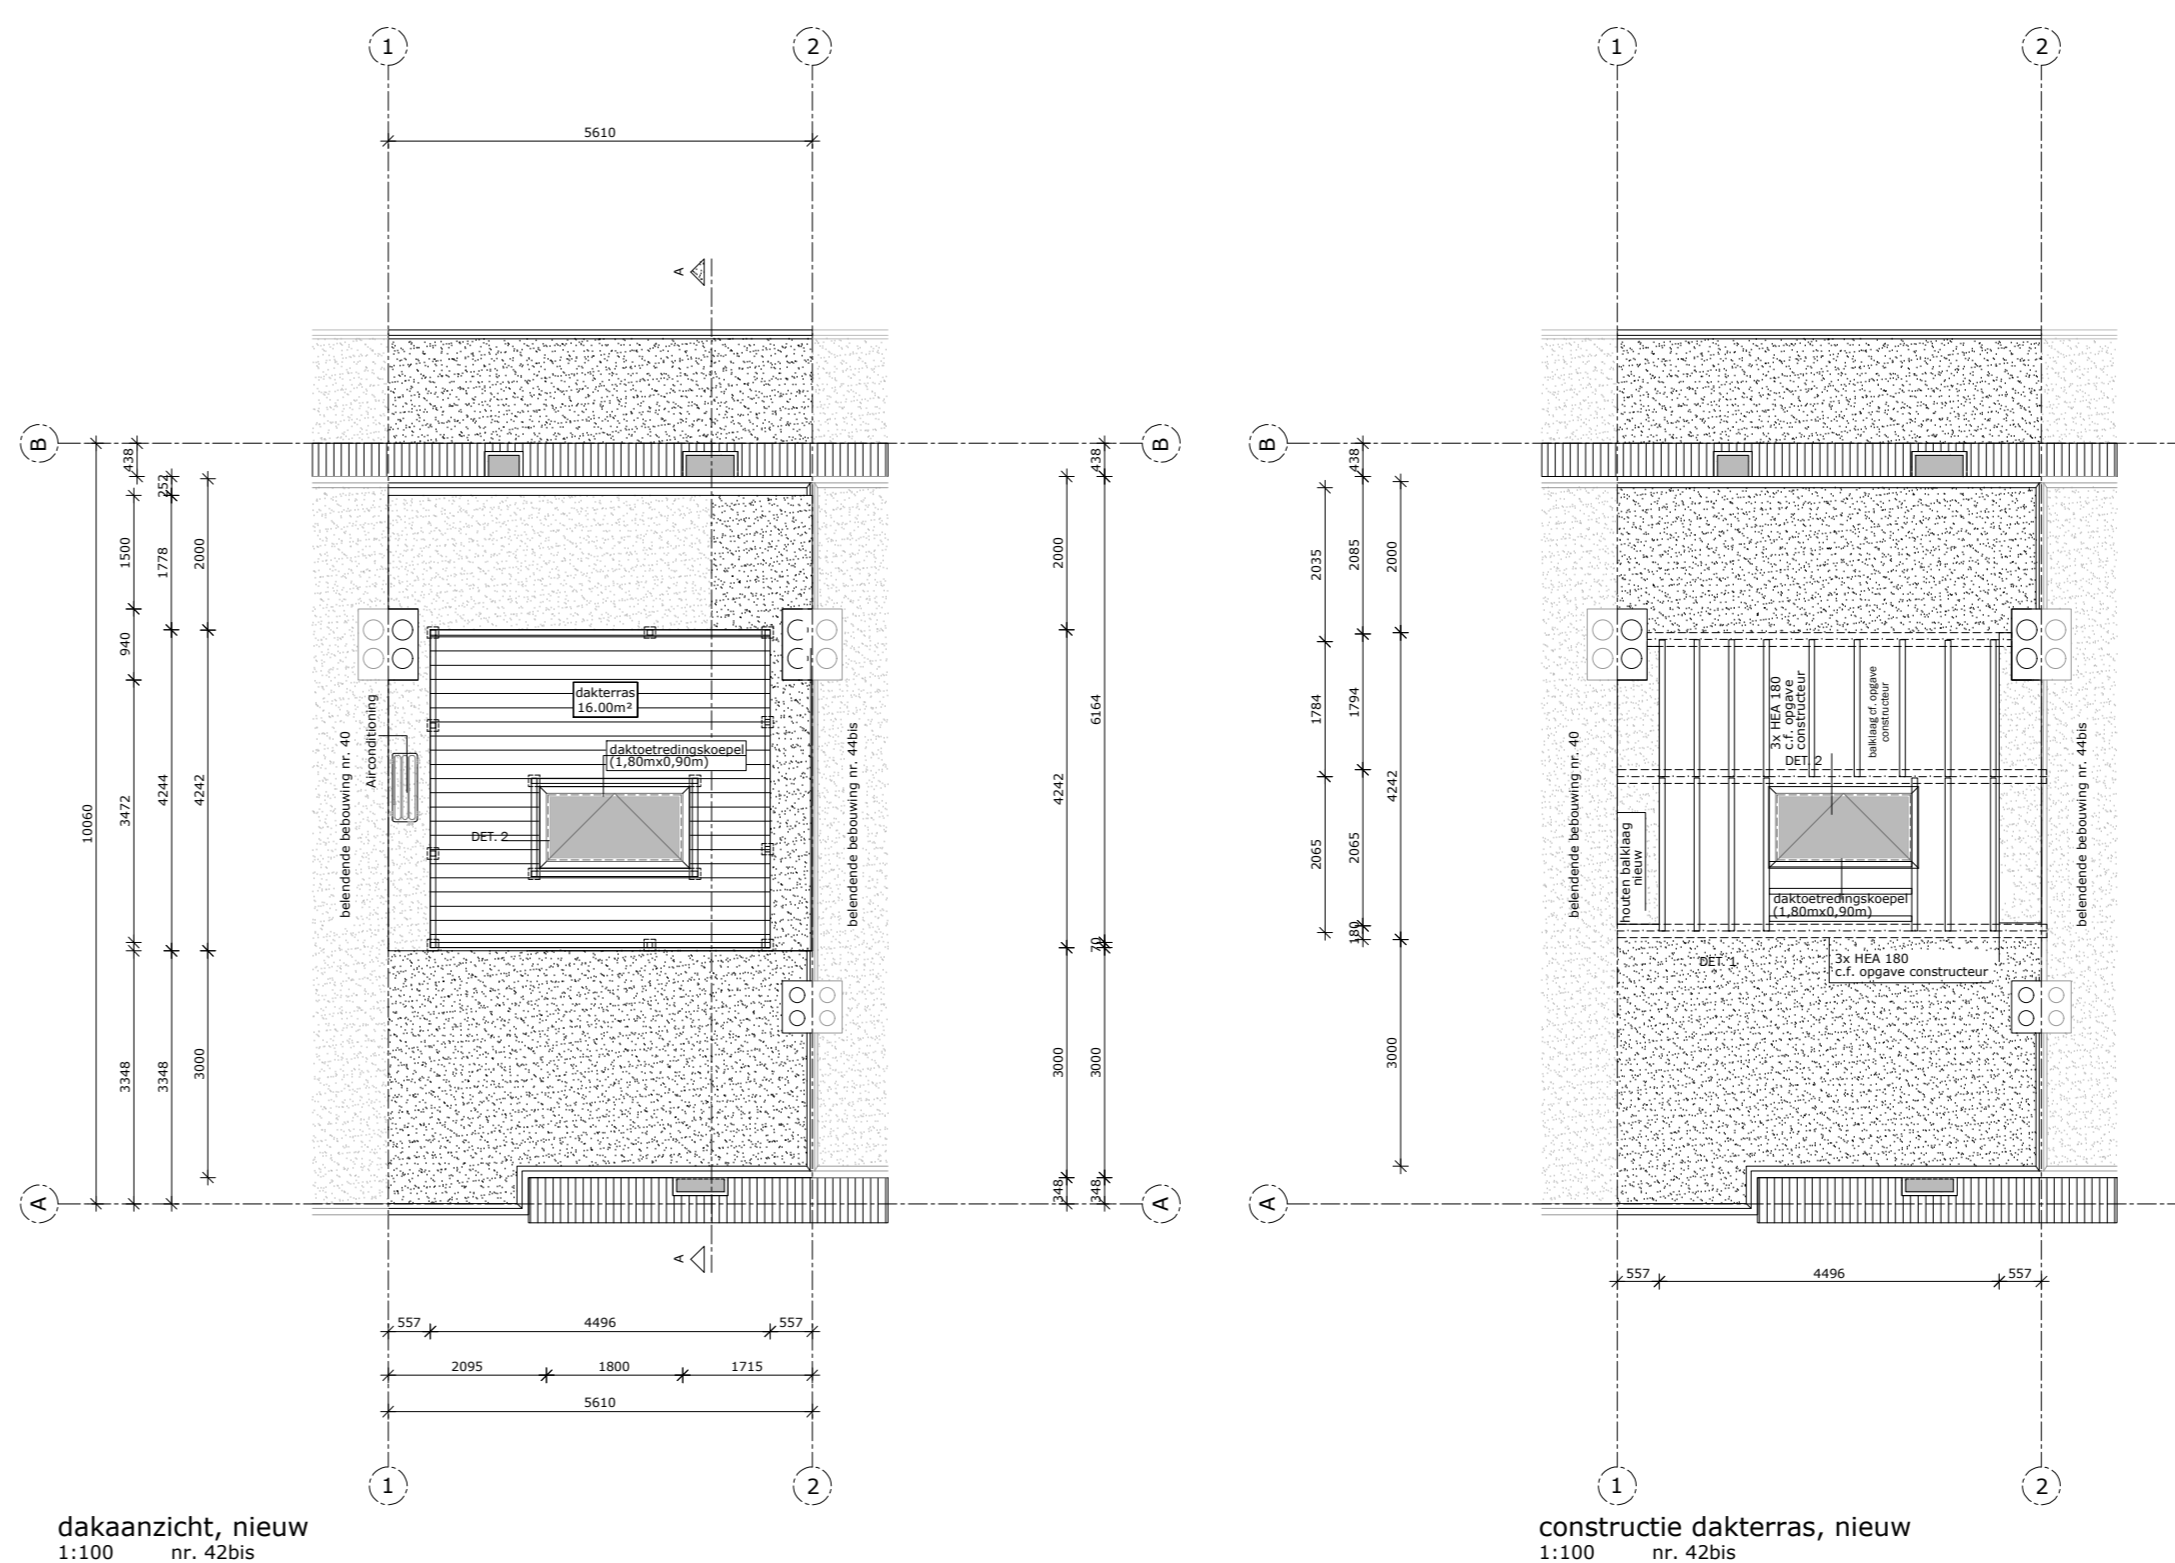 1
2
5610
A
B
B
438
252
1500
1778
2000
940
3472
4244
4242
10060
3348
3348
3000
438
2000
6164
4242
70
3000
3000
348
348
belendende bebouwing nr. 40
Airconditioning
dakterras
16.00m²
daktoetredingskoepel
(1,80mx0,90m)
DET. 2
belendende bebouwing nr. 44bis
A
A
A
557
4496
557
2095
1800
1715
5610
1
2
dakaanzicht, nieuw
1:100 nr. 42bis
1
2
B
438
2035
2085
2000
1784
1794
4242
2065
2065
180
3000
belendende bebouwing nr. 40
houten balklaag
nieuw
3x HEA 180
c.f. opgave
constructeur
balklaag cf. opgave
constructeur
DET. 2
daktoetredingskoepel
(1,80mx0,90m)
DET. 1
3x HEA 180
c.f. opgave constructeur
belendende bebouwing nr. 44bis
A
557
4496
557
1
2
constructie dakterras, nieuw
1:100 nr. 42bis